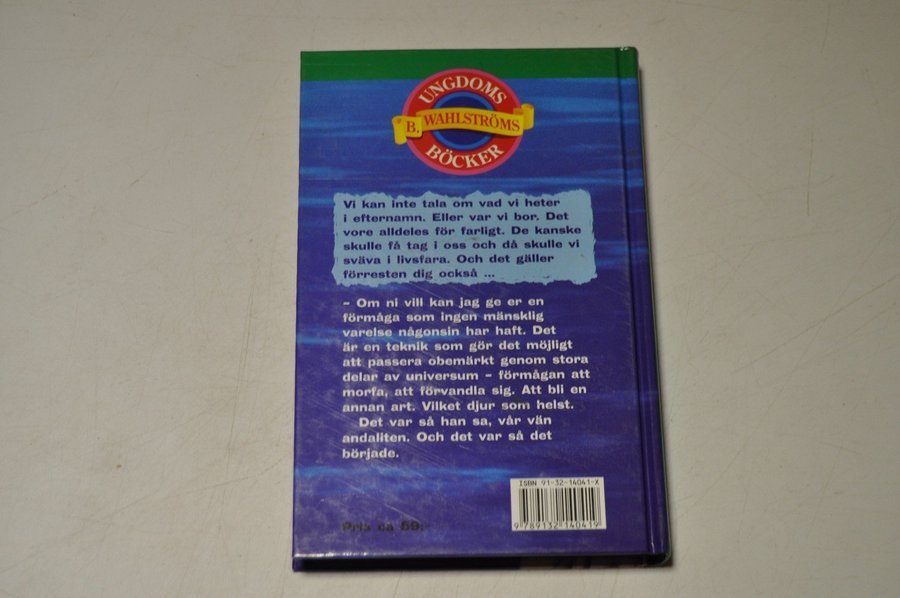 UNGDOMS
B. WAHLSTRÖMS
BÖCKER
Vi kan inte tala om vad vi heter
i efternamn. Eller var vi bor. Det
vore alldeles för farligt. De kanske
skulle få tag i oss och då skulle vi
sväva i livsfara. Och det gäller
förresten dig också ...
– Om ni vill kan jag ge er en
förmåga som ingen mänsklig
varelse någonsin har haft. Det
är en teknik som gör det möjligt
att passera obemärkt genom stora
delar av universum – förmågan att
morfa, att förvandla sig. Att bli en
annan art. Vilket djur som helst.
Det var så han sa, vår vän
andaliten. Och det var så det
började.
ISBN 91-32-14041-X
9 789132 140419
Pris ca 59:-